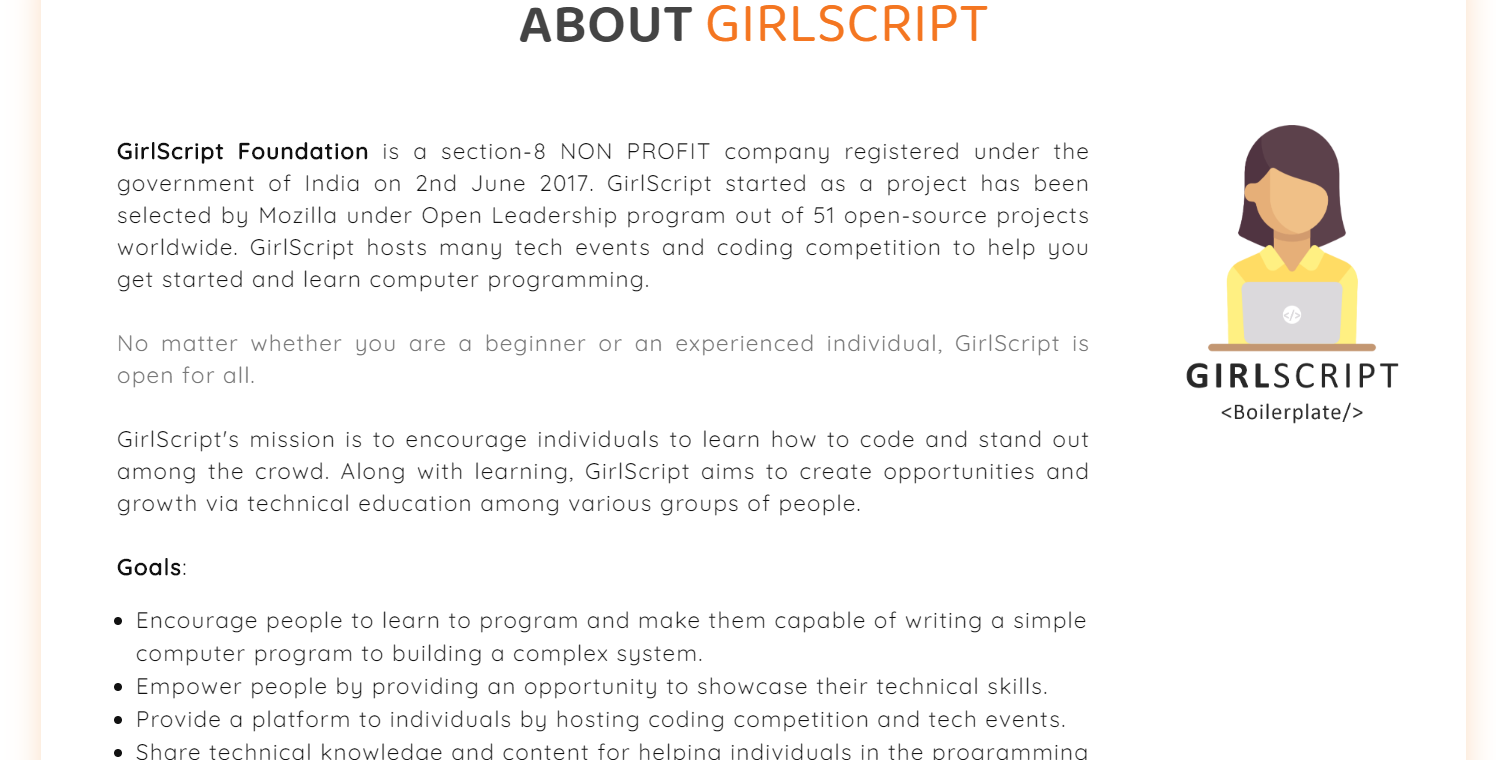 ABOUT GIRLSCRIPT
GirlScript Foundation is a section-8 NON PROFIT company registered under the
government of India on 2nd June 2017. GirlScript started as a project has been
selected by Mozilla under Open Leadership program out of 51 open-source projects
worldwide. GirlScript hosts many tech events and coding competition to help you
get started and learn computer programming.
No matter whether you are a beginner or an experienced individual, GirlScript is
open for all.
GirlScript's mission is to encourage individuals to learn how to code and stand out
among the crowd. Along with learning, GirlScript aims to create opportunities and
growth via technical education among various groups of people.
Goals:
• Encourage people to learn to program and make them capable of writing a simple
computer program to building a complex system.
• Empower people by providing an opportunity to showcase their technical skills.
• Provide a platform to individuals by hosting coding competition and tech events.
• Share technical knowledge and content for helping individuals in the programming
</>
GIRLSCRIPT
<Boilerplate/>